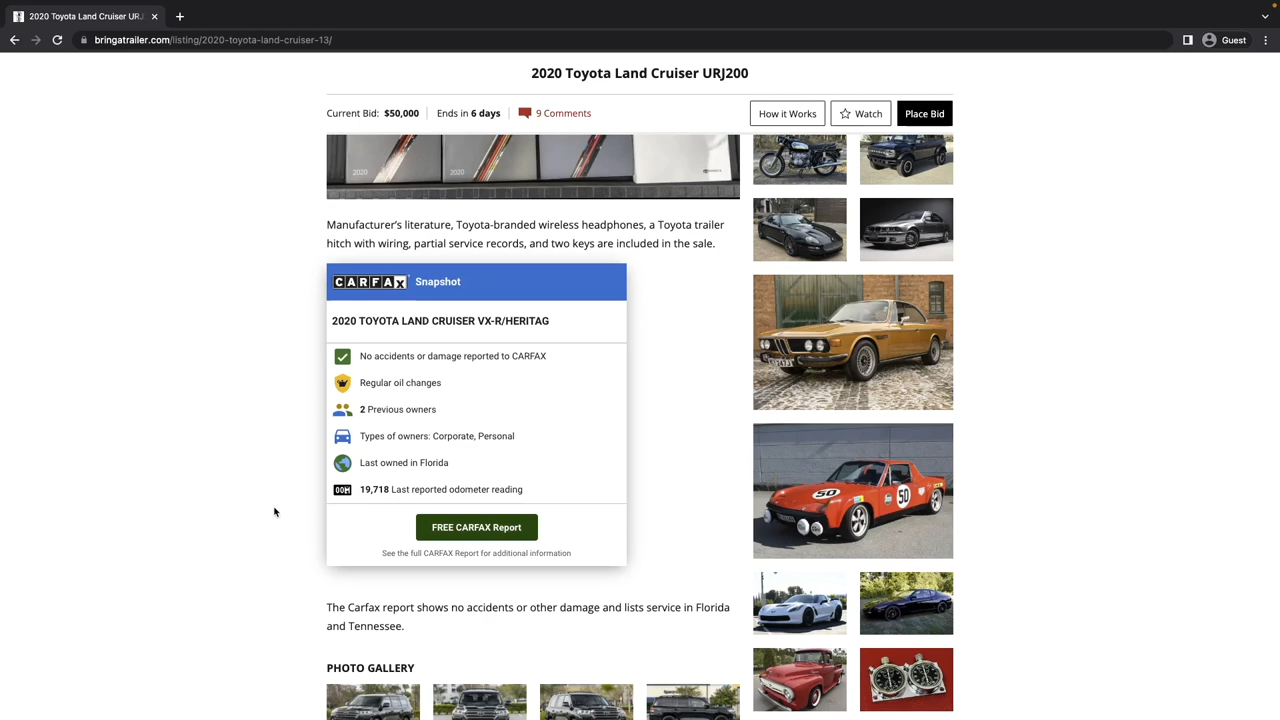 2020 Toyota Land Cruiser URJ
bringatrailer.com/listing/2020-toyota-land-cruiser-13/
Guest
2020 Toyota Land Cruiser URJ200
Current Bid: $50,000
Ends in 6 days
9 Comments
How it Works
Watch
Place Bid
2020
2020
Manufacturer's literature, Toyota-branded wireless headphones, a Toyota trailer
hitch with wiring, partial service records, and two keys are included in the sale.
CARFAX Snapshot
2020 TOYOTA LAND CRUISER VX-R/HERITAG
No accidents or damage reported to CARFAX
Regular oil changes
2 Previous owners
Types of owners: Corporate, Personal
Last owned in Florida
19,718 Last reported odometer reading
FREE CARFAX Report
See the full CARFAX Report for additional information
50
50
The Carfax report shows no accidents or other damage and lists service in Florida
and Tennessee.
PHOTO GALLERY